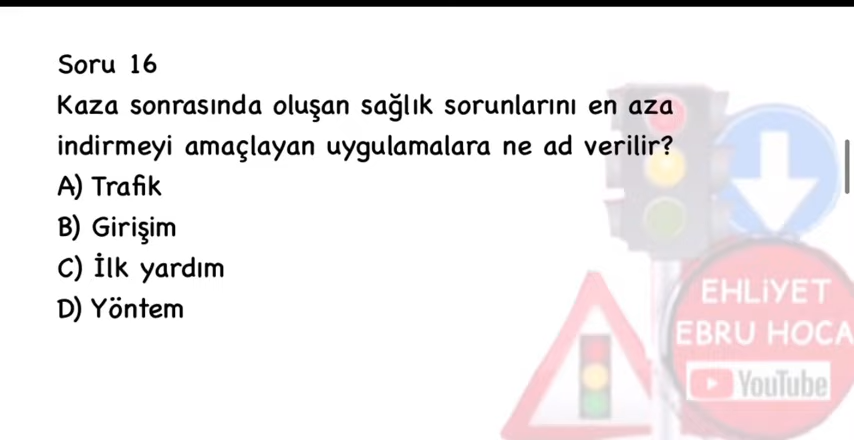 Soru 16
Kaza sonrasında oluşan sağlık sorunlarını en aza
indirmeyi amaçlayan uygulamalara ne ad verilir?
A) Trafik
B) Girişim
C) İlk yardım
D) Yöntem
EHLİYET
EBRU HOCA
YouTube